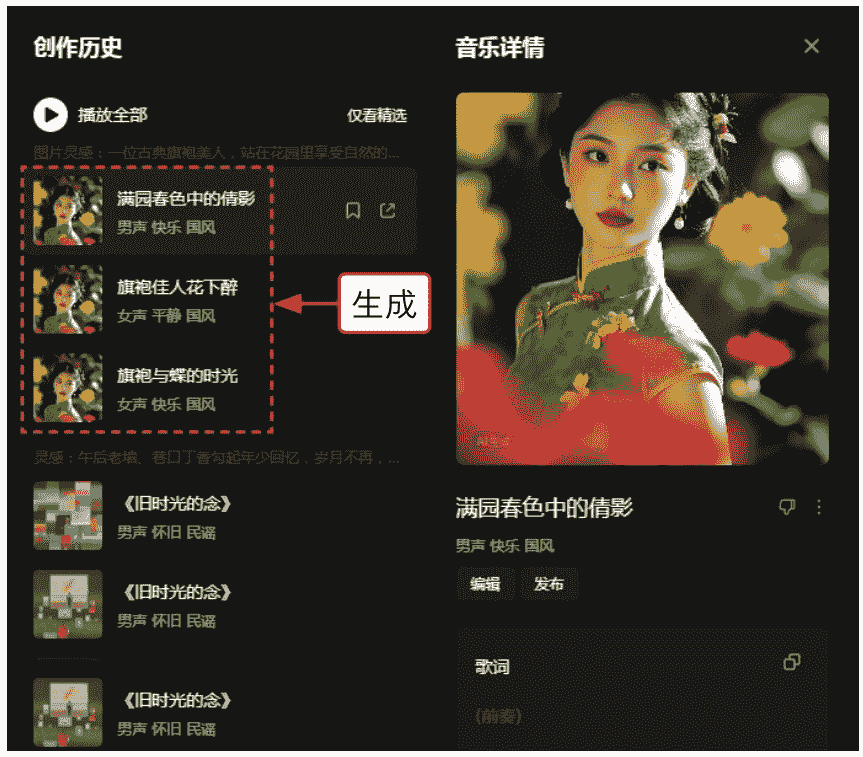 创作历史
播放全部
仅看精选
图片灵感：一位古典旗袍美人，站在花园里享受自然的...
满园春色中的倩影
男声 快乐 国风
旗袍佳人花下醉
女声 平静 国风
旗袍与蝶的时光
女声 快乐 国风
生成
灵感：午后老墙、巷口丁香勾起年少回忆，岁月不再，...
《旧时光的念》
男声 怀旧 民谣
《旧时光的念》
男声 怀旧 民谣
《旧时光的念》
男声 怀旧 民谣
音乐详情
满园春色中的倩影
男声 快乐 国风
编辑
发布
歌词
(前奏)